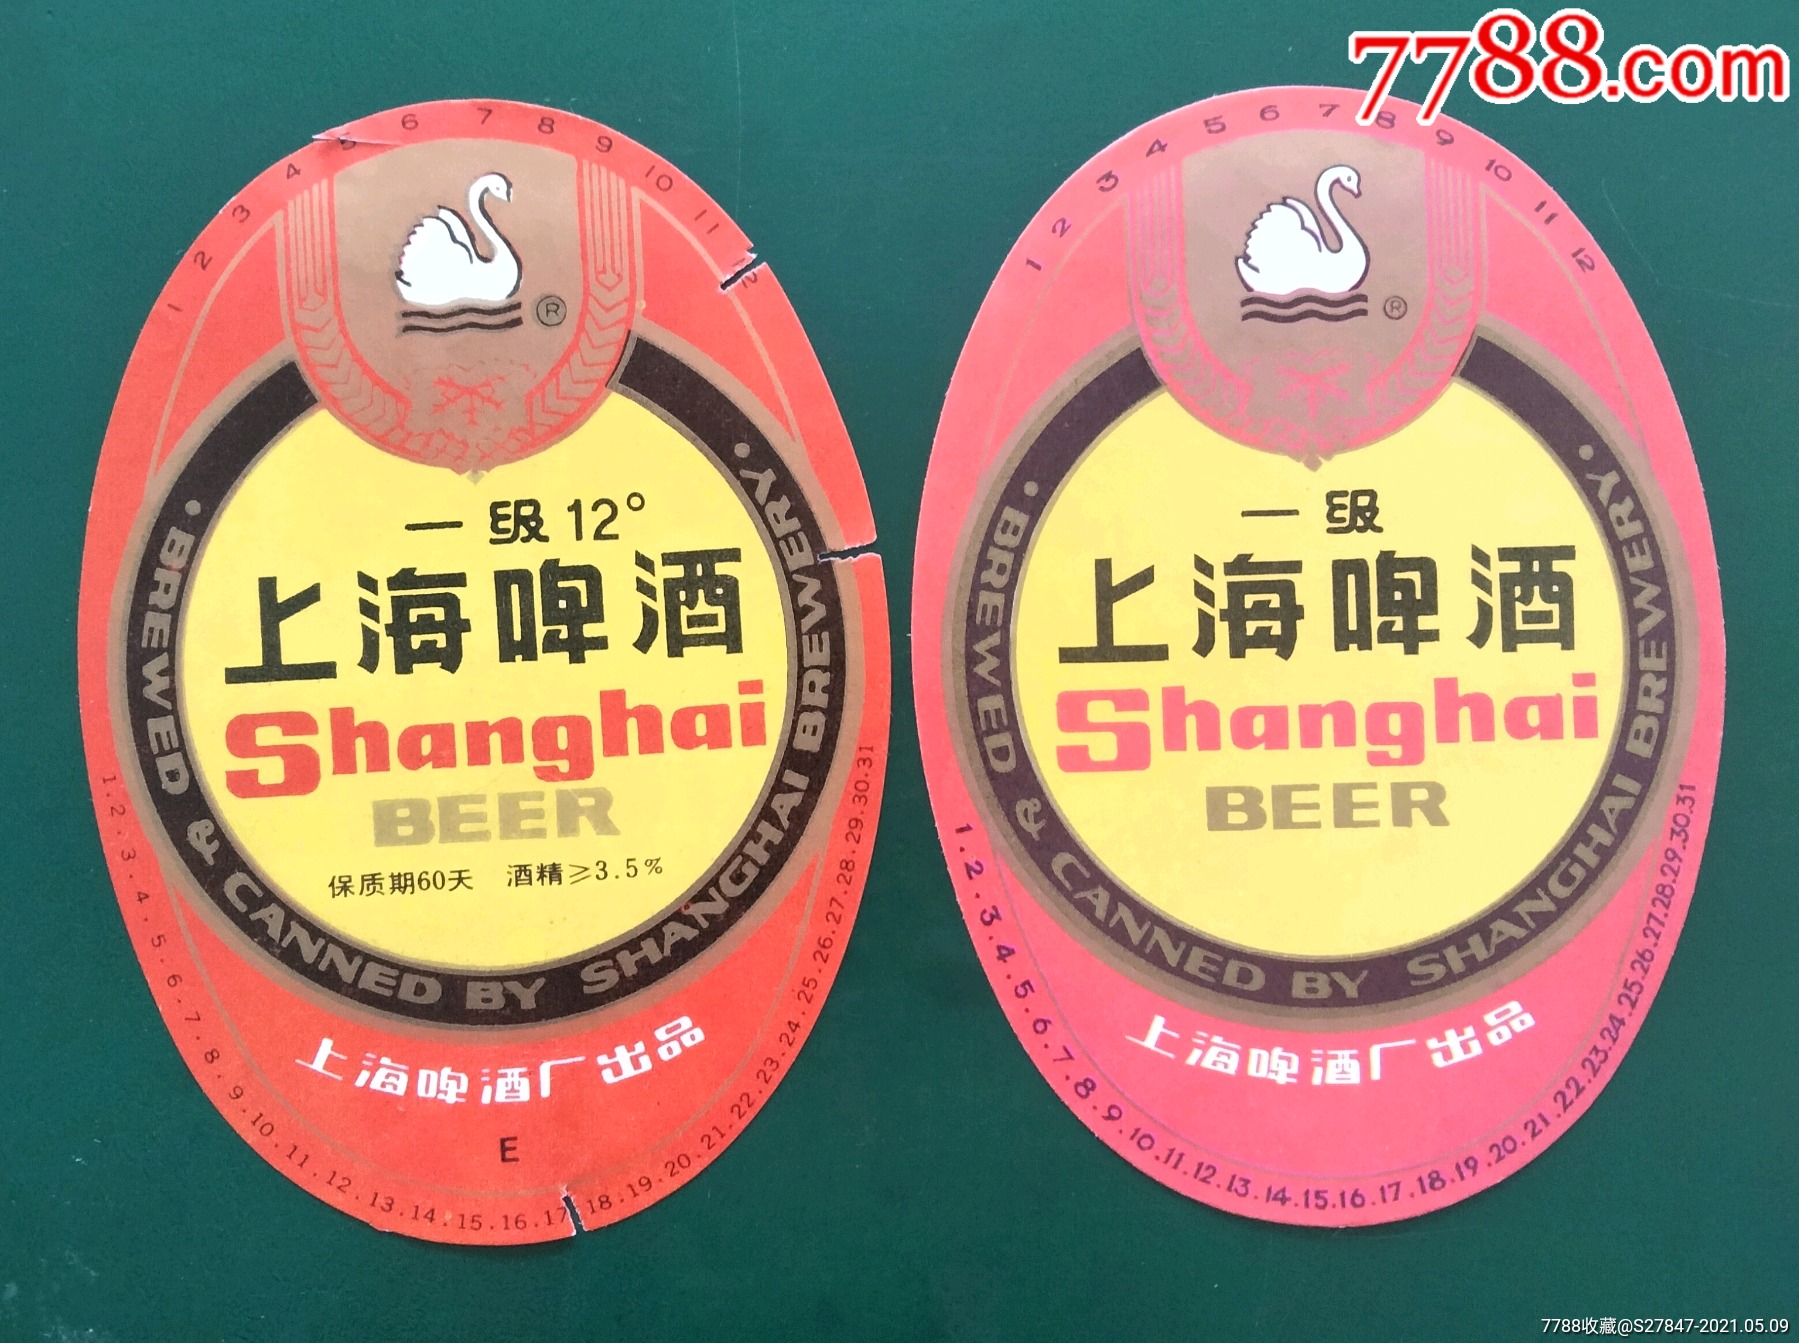 7788.com
1 2 3 4 5 6 7 8 9 10 11 12
®
一级12°
上海啤酒
Shanghai
BEER
保质期60天 酒精≥3.5%
·BREWED & CANNED BY SHANGHAI BREWERY·
上海啤酒厂出品
E
1.2.3.4.5.6.7.8.9.10.11.12.13.14.15.16.17.18.19.20.21.22.23.24.25.26.27.28.29.30.31
1 2 3 4 5 6 7 8 9 10 11 12
®
一级
上海啤酒
Shanghai
BEER
·BREWED & CANNED BY SHANGHAI BREWERY·
上海啤酒厂出品
1.2.3.4.5.6.7.8.9.10.11.12.13.14.15.16.17.18.19.20.21.22.23.24.25.26.27.28.29.30.31
7788收藏@S27847-2021.05.09